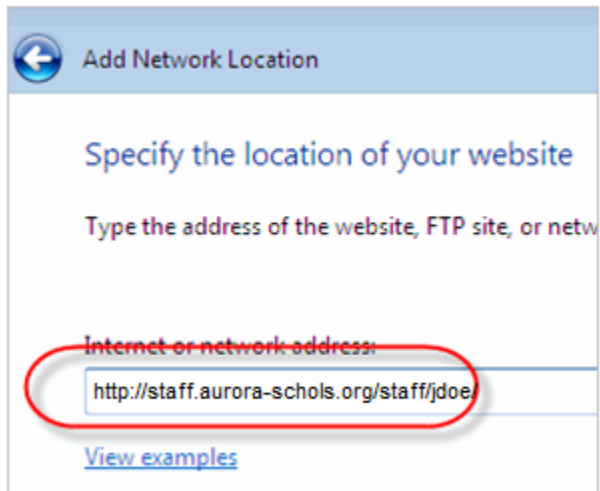 Add Network Location
Specify the location of your website
Type the address of the website, FTP site, or netw
Internet or network address:
http://staff.aurora-schols.org/staff/jdoe/
View examples